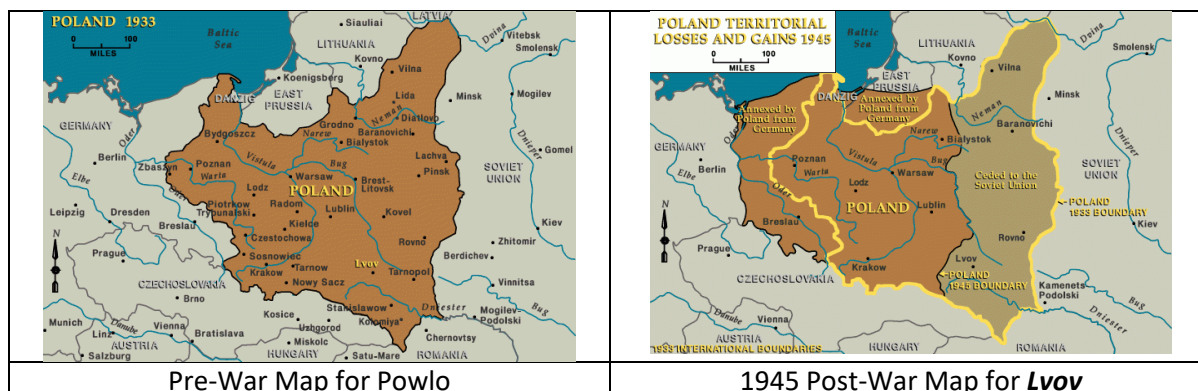 POLAND 1933
0 100
MILES
Baltic
Sea
LATVIA
Siauliai
Dvina
Vitebsk
Smolensk
LITHUANIA
Kovno
Vilna
Koenigsberg
EAST
PRUSSIA
DANZIG
Lida
Minsk
Mogilev
Neman
Diatlovo
Grodno
Baranovichi
GERMANY
Oder
Bydgoszcz
Narew
Bialystok
Dnieper
Gomel
Berlin
Zbaszyn
Poznan
Vistula
Bug
Lachva
SOVIET
UNION
Elbe
Warta
Warsaw
Brest-
Litovsk
Pinsk
Oder
Lodz
POLAND
Piotrkow
Trybunalski
Radom
Lublin
Kovel
Leipzig
Dresden
Breslau
Kielce
Kiev
Czestochowa
Rovno
Zhitomir
N
Prague
Sosnowiec
Lvov
Berdichev
Krakow
Tarnow
Tarnopol
Vinnitsa
CZECHOSLOVAKIA
Nowy Sacz
Brno
Stanislawow
Dniester
Bug
Kosice
Kolomyia
Mogilev-
Podolski
Munich
Danube
Linz
Vienna
Bratislava
Uzhgorod
Chernovtsy
AUSTRIA
Miskolc
Salzburg
HUNGARY
Satu-Mare
ROMANIA
Pre-War Map for Powlo
POLAND TERRITORIAL
LOSSES AND GAINS 1945
0 100
MILES
Baltic
Sea
LATVIA
Dvina
LITHUANIA
Smolensk
Kovno
Vilna
EAST
PRUSSIA
DANZIG
Minsk
Annexed by
Poland from
Germany
Annexed by
Poland from
Germany
Neman
GERMANY
Oder
Narew
Bialystok
Baranovichi
Dnieper
Berlin
Poznan
Vistula
Bug
SOVIET
UNION
Elbe
Warta
Warsaw
Ceded to the
Soviet Union
Lodz
Oder
POLAND
Lublin
POLAND
1933 BOUNDARY
Breslau
Kiev
Rovno
N
Prague
Krakow
Lvov
POLAND
1945 BOUNDARY
CZECHOSLOVAKIA
Kamenets
Podolski
Bug
Dniester
Danube
Vienna
AUSTRIA
HUNGARY
ROMANIA
1933 INTERNATIONAL BOUNDARIES
1945 Post-War Map for Lvov